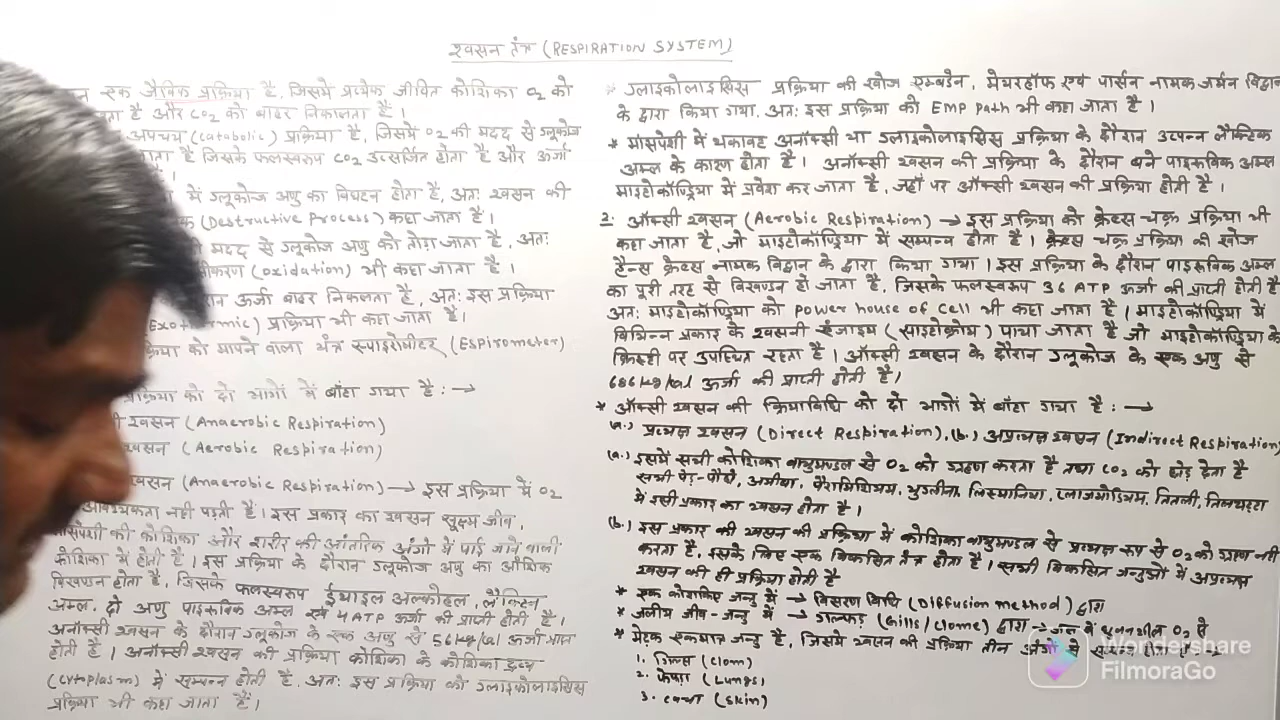 श्वसन तंत्र (RESPIRATION SYSTEM)
एक जैविक प्रक्रिया है, जिसमें प्रत्येक जीवित कोशिका O₂ को
है और CO₂ को बाहर निकालता है।
अपचय (Catabolic) प्रक्रिया है, जिसमें O₂ की मदद से ग्लूकोज
जाता है जिसके फलस्वरूप CO₂ उत्सर्जित होता है और ऊर्जा
है।
में ग्लूकोज अणु का विघटन होता है, अतः श्वसन की
(Destructive Process) कहा जाता है।
मदद से ग्लूकोज अणु को तोड़ा जाता है, अतः
(Oxidation) भी कहा जाता है।
ऊर्जा बाहर निकलता है, अतः इस प्रक्रिया
(Exothermic) प्रक्रिया भी कहा जाता है।
को मापने वाला यंत्र स्पाइरोमीटर (Espirometer)
प्रक्रिया को दो भागों में बाँटा गया है :→
श्वसन (Anaerobic Respiration)
श्वसन (Aerobic Respiration)
श्वसन (Anaerobic Respiration) → इस प्रक्रिया में O₂
आवश्यकता नहीं पड़ती है। इस प्रकार का श्वसन सूक्ष्म जीव,
मांसपेशी की कोशिका और शरीर की आंतरिक अंगों में पाई जाने वाली
कोशिका में होती है। इस प्रक्रिया के दौरान ग्लूकोज अणु का आंशिक
विखण्डन होता है, जिसके फलस्वरूप ईथाइल अल्कोहल, लैक्टिन
अम्ल, दो अणु पाइरूविक अम्ल एवं 4ATP ऊर्जा की प्राप्ती होती है।
अनॉक्सी श्वसन के दौरान ग्लूकोज के एक अणु से 56 kg/cal ऊर्जा प्राप्त
होती है। अनॉक्सी श्वसन की प्रक्रिया कोशिका के कोशिका द्रव्य
(Cytoplasm) में सम्पन्न होती है, अतः इस प्रक्रिया को ग्लाइकोलाइसिस
प्रक्रिया भी कहा जाता है।
* ग्लाइकोलाइसिस प्रक्रिया की खोज एम्बडेन, मेयरहॉफ एवं पार्सन नामक जर्मन विद्वान
के द्वारा किया गया, अतः इस प्रक्रिया को EMP Path भी कहा जाता है।
* मांसपेशी में थकावट अनॉक्सी या ग्लाइकोलाइसिस प्रक्रिया के दौरान उत्पन्न लैक्टिक
अम्ल के कारण होता है। अनॉक्सी श्वसन की प्रक्रिया के दौरान बने पाइरूविक अम्ल
माइटोकॉण्ड्रिया में प्रवेश कर जाता है, जहाँ पर ऑक्सी श्वसन की प्रक्रिया होती है।
2. ऑक्सी श्वसन (Aerobic Respiration) → इस प्रक्रिया को क्रेब्स चक्र प्रक्रिया भी
कहा जाता है, जो माइटोकॉण्ड्रिया में सम्पन्न होता है। क्रेब्स चक्र प्रक्रिया की खोज
हैन्स क्रेब्स नामक विद्वान के द्वारा किया गया। इस प्रक्रिया के दौरान पाइरूविक अम्ल
का पूरी तरह से विखण्डन हो जाता है, जिसके फलस्वरूप 36 ATP ऊर्जा की प्राप्ती होती है
अतः माइटोकॉण्ड्रिया को Power house of cell भी कहा जाता है। माइटोकॉण्ड्रिया में
विभिन्न प्रकार के श्वसनी इंजाइम (साइटोक्रोम) पाया जाता है जो माइटोकॉण्ड्रिया के
क्रिस्टी पर उपस्थित रहता है। ऑक्सी श्वसन के दौरान ग्लूकोज के एक अणु से
686 kg/cal ऊर्जा की प्राप्ती होती है।
* ऑक्सी श्वसन की क्रियाविधि को दो भागों में बाँटा गया है :→
(a.) प्रत्यक्ष श्वसन (Direct Respiration), (b.) अप्रत्यक्ष श्वसन (Indirect Respiration)
(a.) इसमें सभी कोशिका वायुमण्डल से O₂ को ग्रहण करता है तथा CO₂ को छोड़ देता है
सभी पेड़-पौधे, अमीबा, पैरामिशियम, युग्लीना, लिस्मानिया, प्लाज्मोडियम, तितली, तिलचट्टा
में इसी प्रकार का श्वसन होता है।
(b.) इस प्रकार की श्वसन की प्रक्रिया में कोशिका वायुमण्डल से प्रत्यक्ष रूप से O₂ को ग्रहण नहीं
करता है, इसके लिए एक विकसित तंत्र होता है। सभी विकसित जन्तुओं में अप्रत्यक्ष
श्वसन की ही प्रक्रिया होती है
* एक कोशिकिय जन्तु में → विसरण विधि (Diffusion method) द्वारा
* जलीय जीव-जन्तु में → गलफड़ (Gills/Clome) द्वारा → जल में घुलनशील O₂ से
* मेढ़क एकमात्र जन्तु है, जिसमें श्वसन की प्रक्रिया तीन अंगों से
1. गिल्स (Clom)
2. फेफड़ा (Lungs)
3. त्वचा (Skin)
Wondershare
FilmoraGo